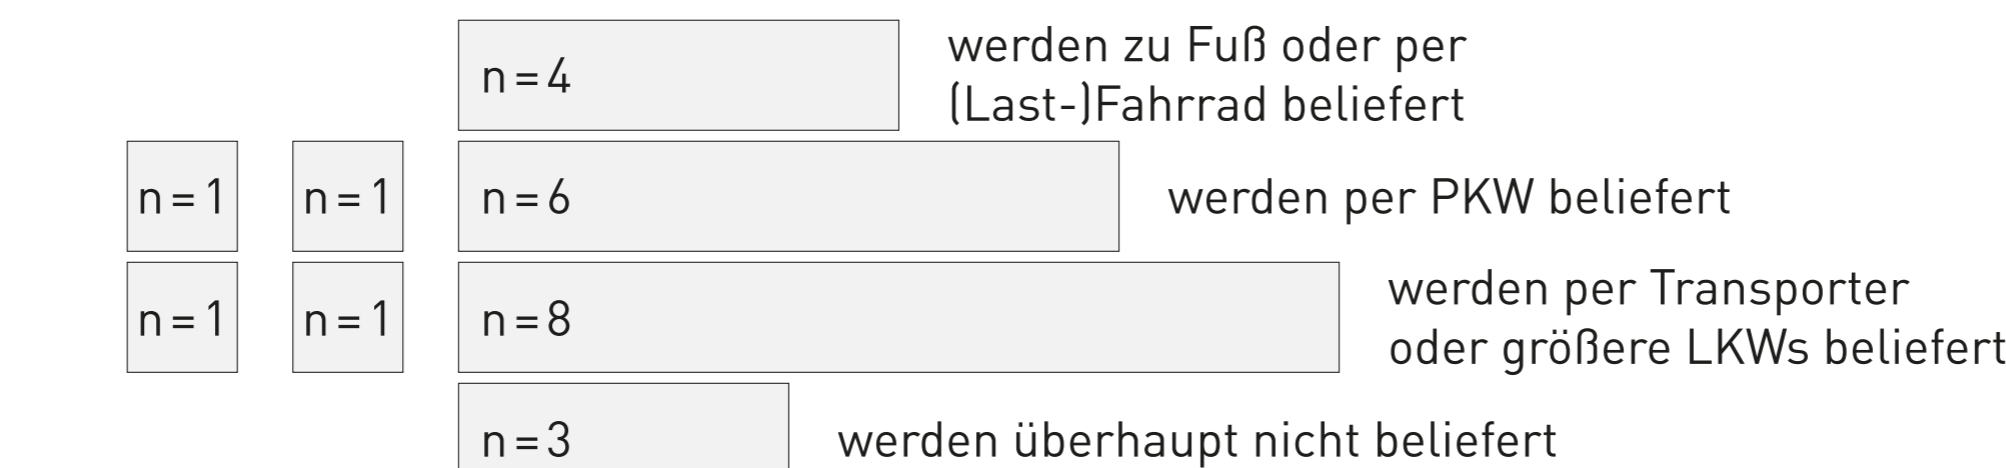 n = 4
werden zu Fuß oder per
(Last-)Fahrrad beliefert
n = 1 n = 1 n = 6 werden per PKW beliefert
n = 1 n = 1 n = 8
werden per Transporter
oder größere LKWs beliefert
n = 3 werden überhaupt nicht beliefert